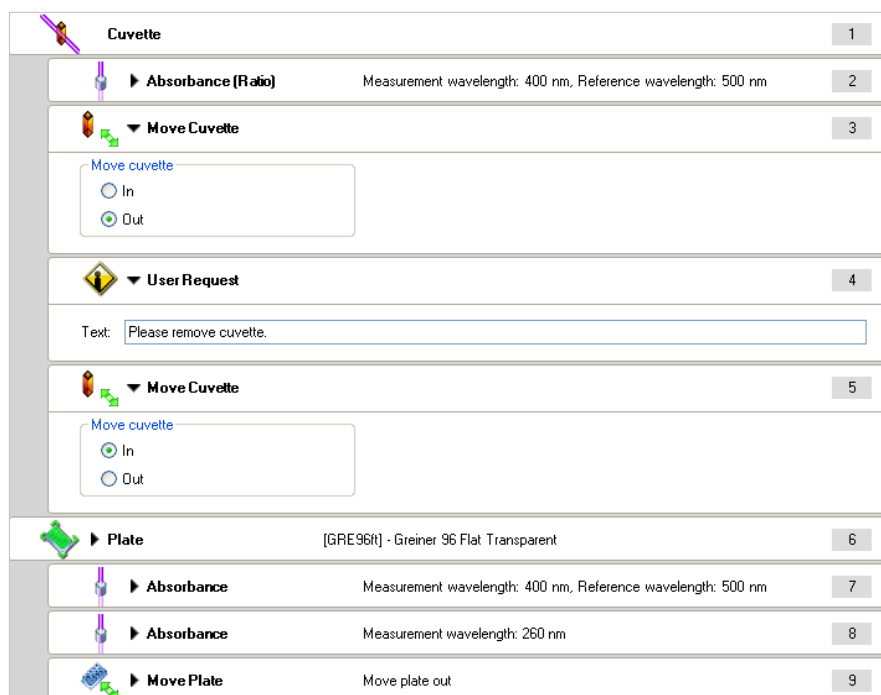 Cuvette 1
Absorbance (Ratio) Measurement wavelength: 400 nm, Reference wavelength: 500 nm 2
Move Cuvette 3
Move cuvette
In
Out
User Request 4
Text: Please remove cuvette.
Move Cuvette 5
Move cuvette
In
Out
Plate [GRE96ft] - Greiner 96 Flat Transparent 6
Absorbance Measurement wavelength: 400 nm, Reference wavelength: 500 nm 7
Absorbance Measurement wavelength: 260 nm 8
Move Plate Move plate out 9